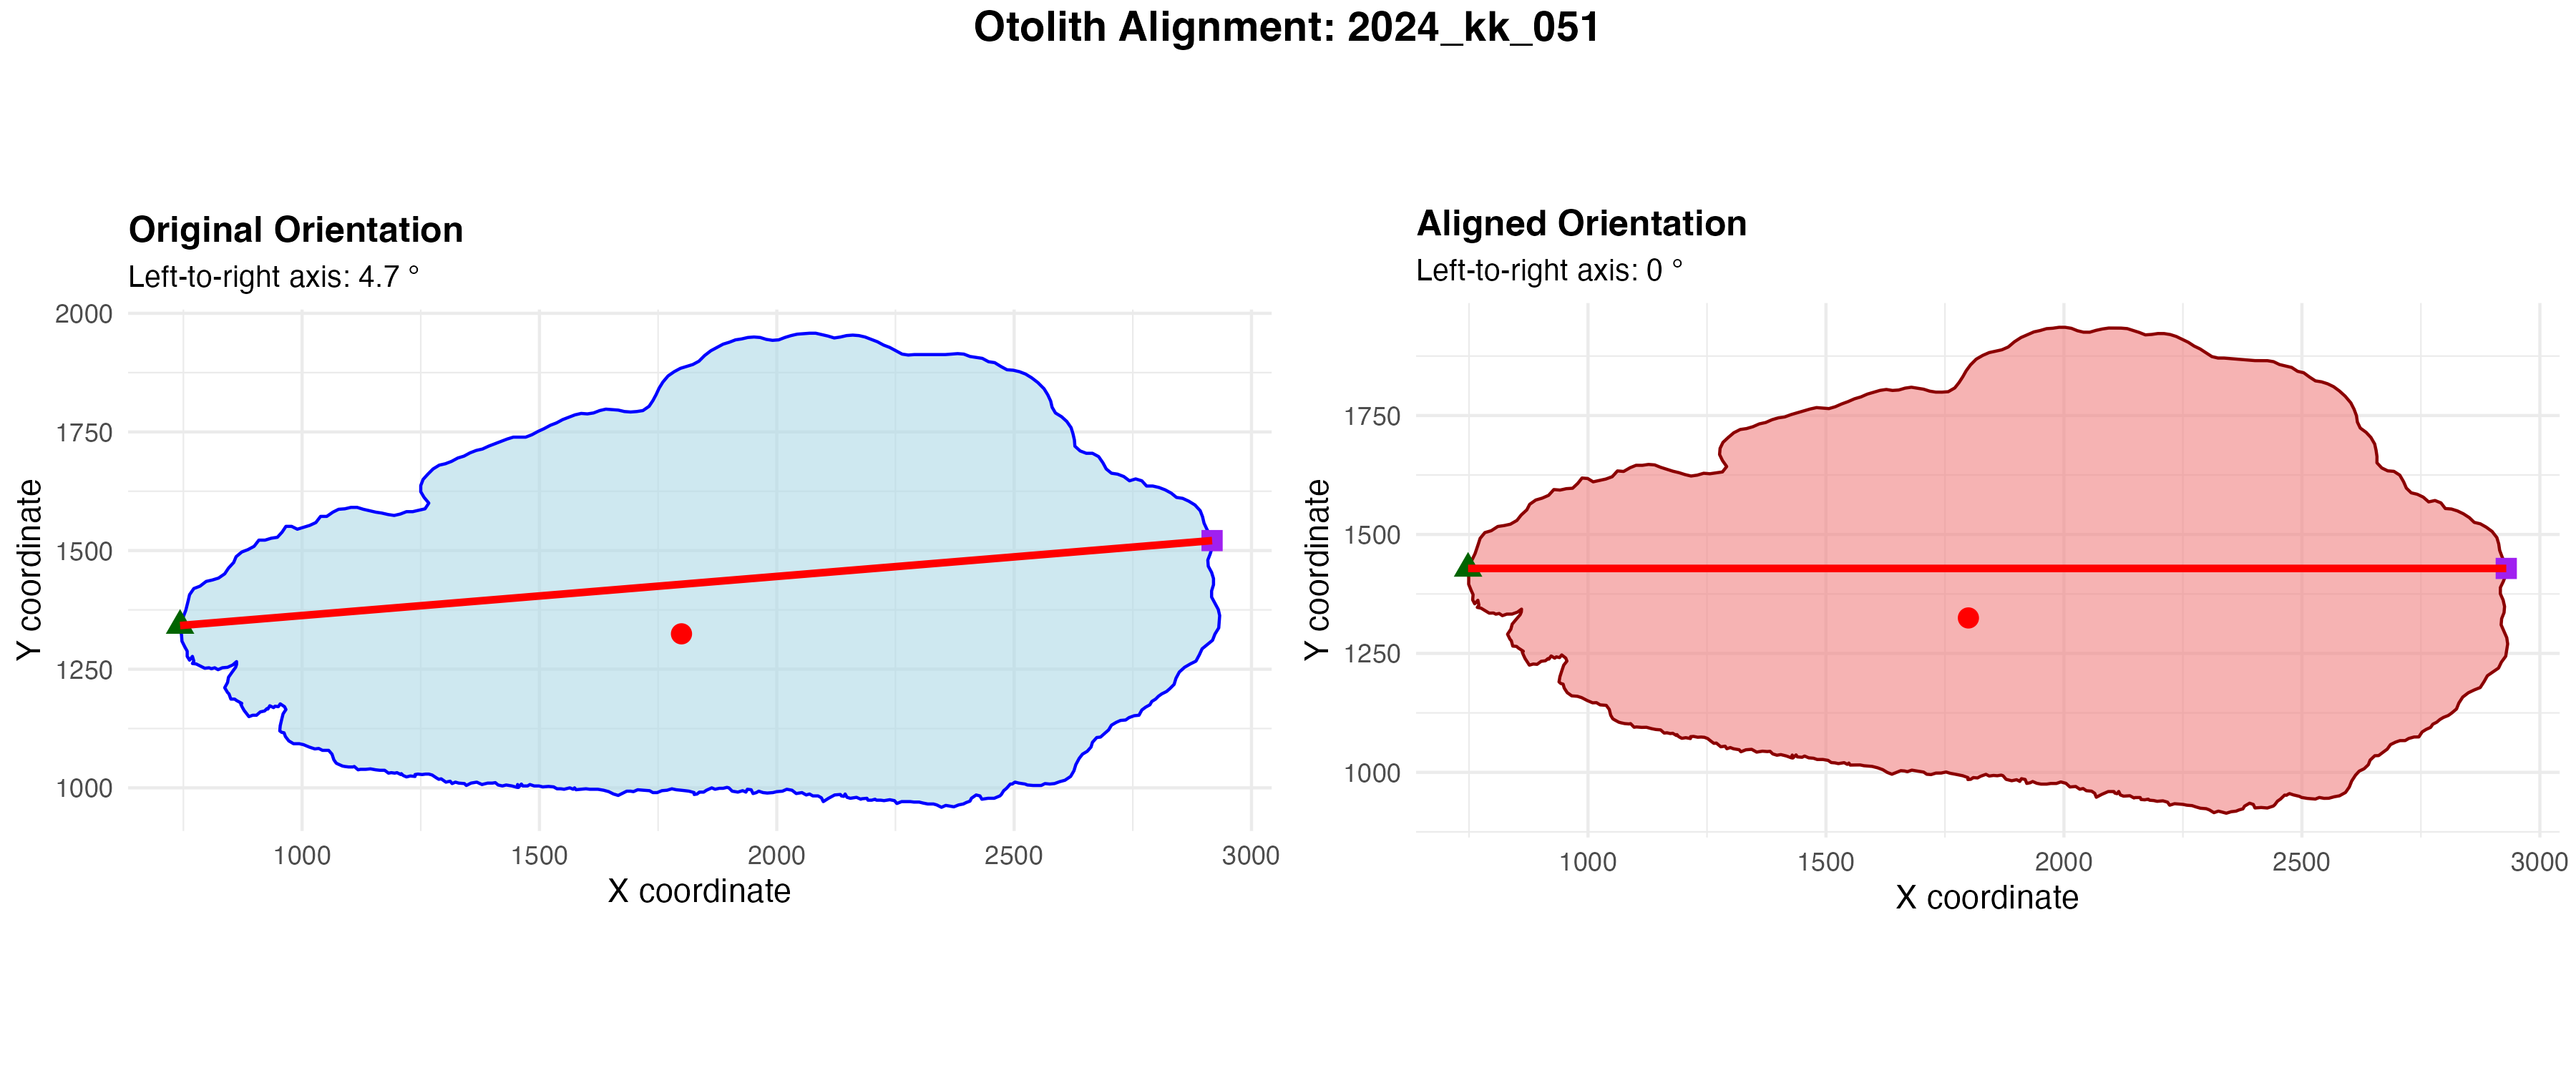 Otolith Alignment: 2024_kk_051
Original Orientation
Left-to-right axis: 4.7 °
2000
1750
1500
1250
1000
Y coordinate
1000 1500 2000 2500 3000
X coordinate
Aligned Orientation
Left-to-right axis: 0 °
1750
1500
1250
1000
Y coordinate
1000 1500 2000 2500 3000
X coordinate